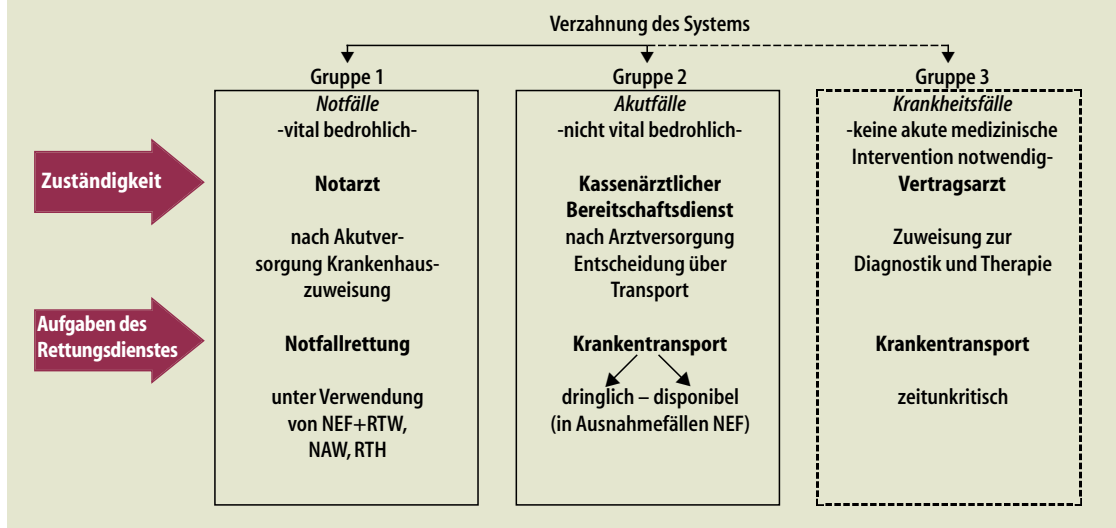 Verzahnung des Systems
Gruppe 1
Notfälle
-vital bedrohlich-
Notarzt
nach Akutver-
sorgung Krankenhaus-
zuweisung
Notfallrettung
unter Verwendung
von NEF+RTW,
NAW, RTH
Gruppe 2
Akutfälle
-nicht vital bedrohlich-
Kassenärztlicher
Bereitschaftsdienst
nach Arztversorgung
Entscheidung über
Transport
Krankentransport
dringlich – disponibel
(in Ausnahmefällen NEF)
Gruppe 3
Krankheitsfälle
-keine akute medizinische
Intervention notwendig-
Vertragsarzt
Zuweisung zur
Diagnostik und Therapie
Krankentransport
zeitunkritisch
Zuständigkeit
Aufgaben des
Rettungsdienstes